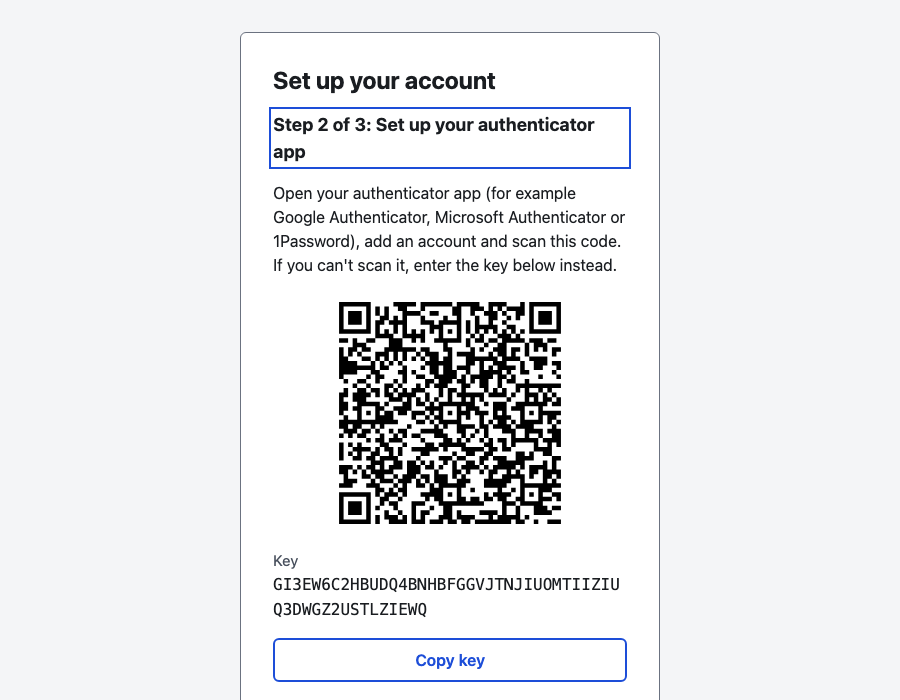 Set up your account
Step 2 of 3: Set up your authenticator
app
Open your authenticator app (for example
Google Authenticator, Microsoft Authenticator or
1Password), add an account and scan this code.
If you can't scan it, enter the key below instead.
Key
GI3EW6C2HBUDQ4BNHBFGGVJTNJIUOMTIIZIU
Q3DWGZ2USTLZIEWQ
Copy key